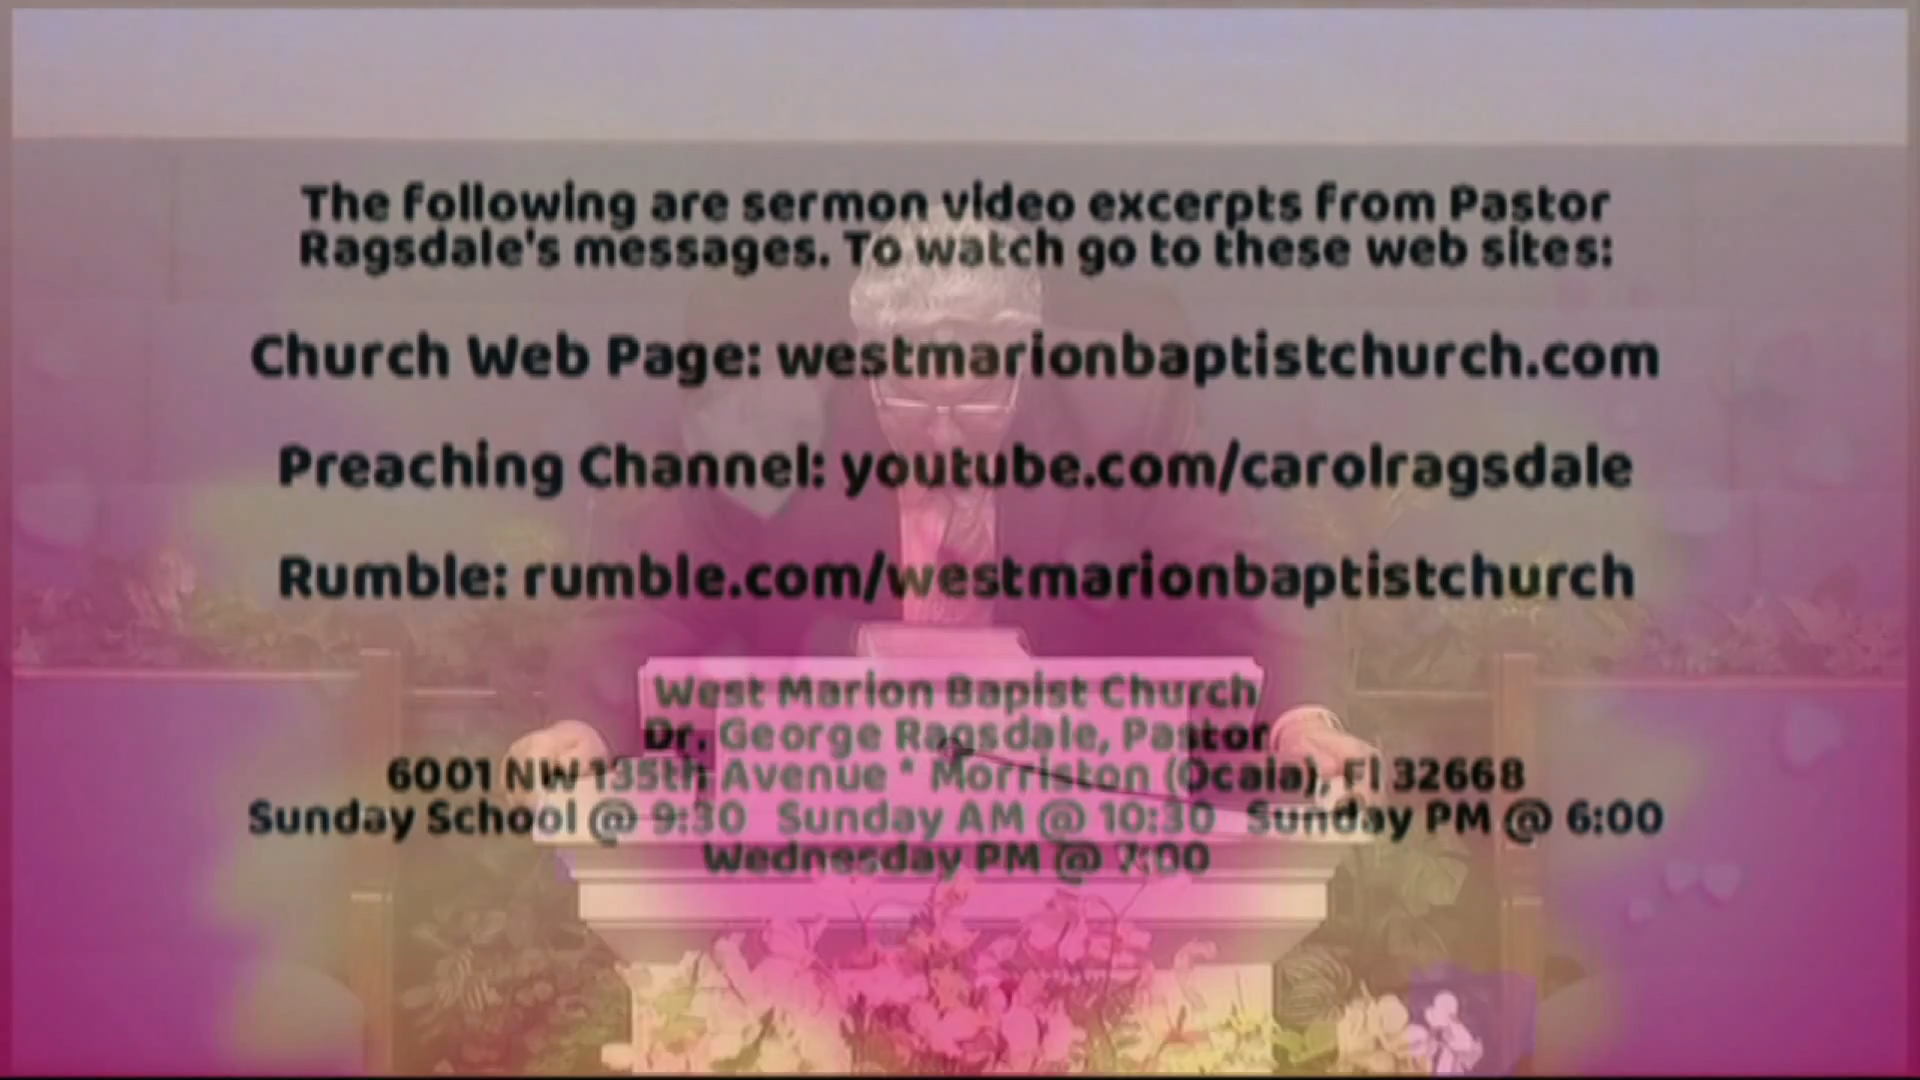 The following are sermon video excerpts from Pastor
Ragsdale's messages. To watch go to these web sites:
Church Web Page: westmarionbaptistchurch.com
Preaching Channel: youtube.com/carolragsdale
Rumble: rumble.com/westmarionbaptistchurch
West Marion Bapist Church
Dr. George Ragsdale, Pastor
6001 NW 135th Avenue * Morriston (Ocala), Fl 32668
Sunday School @ 9:30 Sunday AM @ 10:30 Sunday PM @ 6:00
Wednesday PM @ 7:00